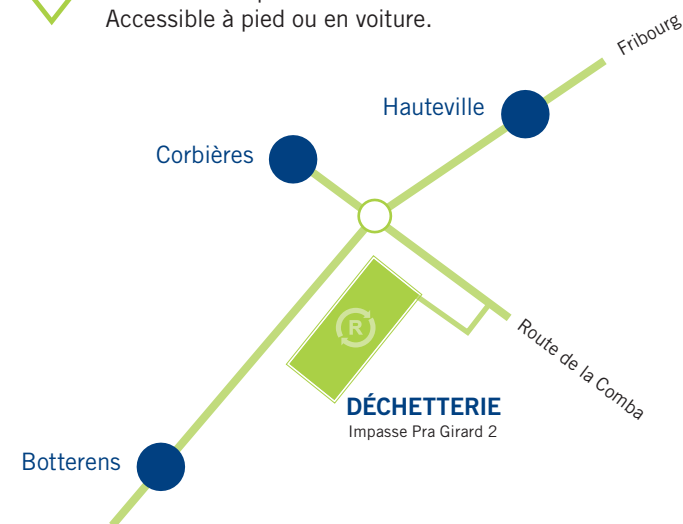 Accessible à pied ou en voiture.
Fribourg
Hauteville
Corbières
R
Route de la Comba
DÉCHETTERIE
Impasse Pra Girard 2
Botterens